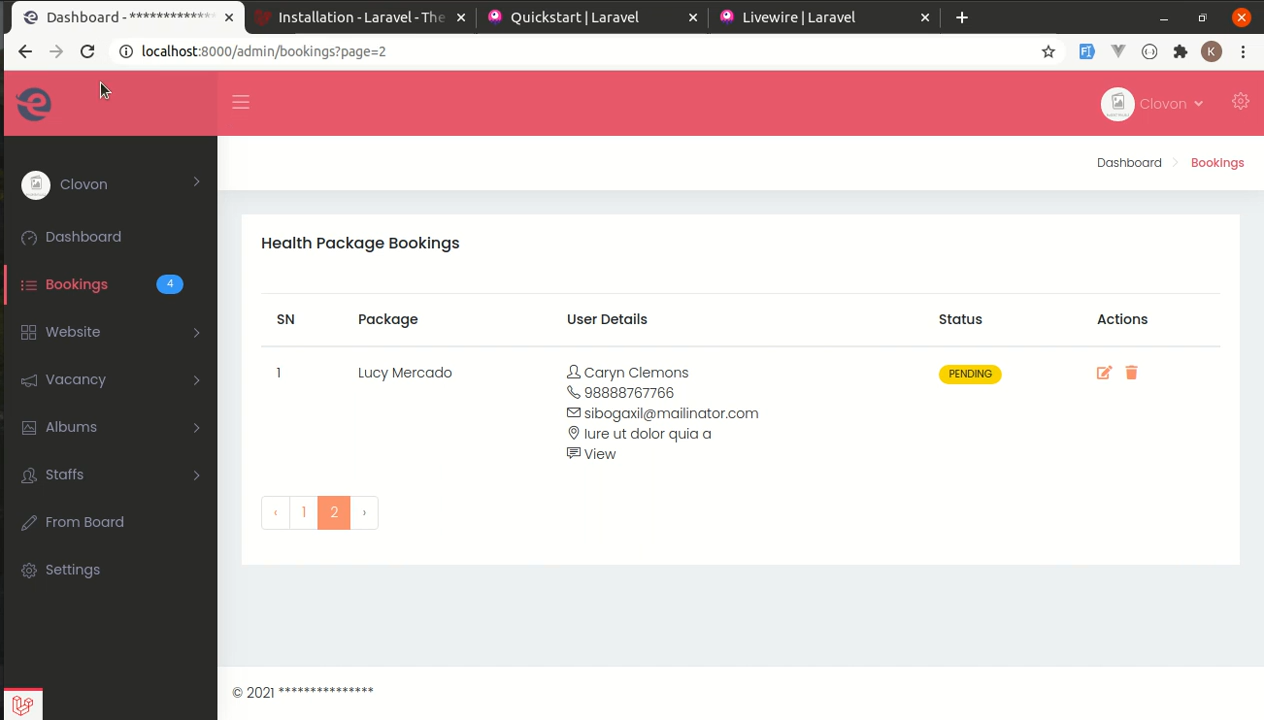 Dashboard - ***************
Installation - Laravel - The
Quickstart | Laravel
Livewire | Laravel
localhost:8000/admin/bookings?page=2
K
Clovon
Dashboard
Bookings
Clovon
Dashboard
Bookings
4
Website
Vacancy
Albums
Staffs
From Board
Settings
Health Package Bookings
SN Package User Details Status Actions
1 Lucy Mercado Caryn Clemons PENDING
98888767766
sibogaxil@mailinator.com
Iure ut dolor quia a
View
‹ 1 2 ›
© 2021 ***************